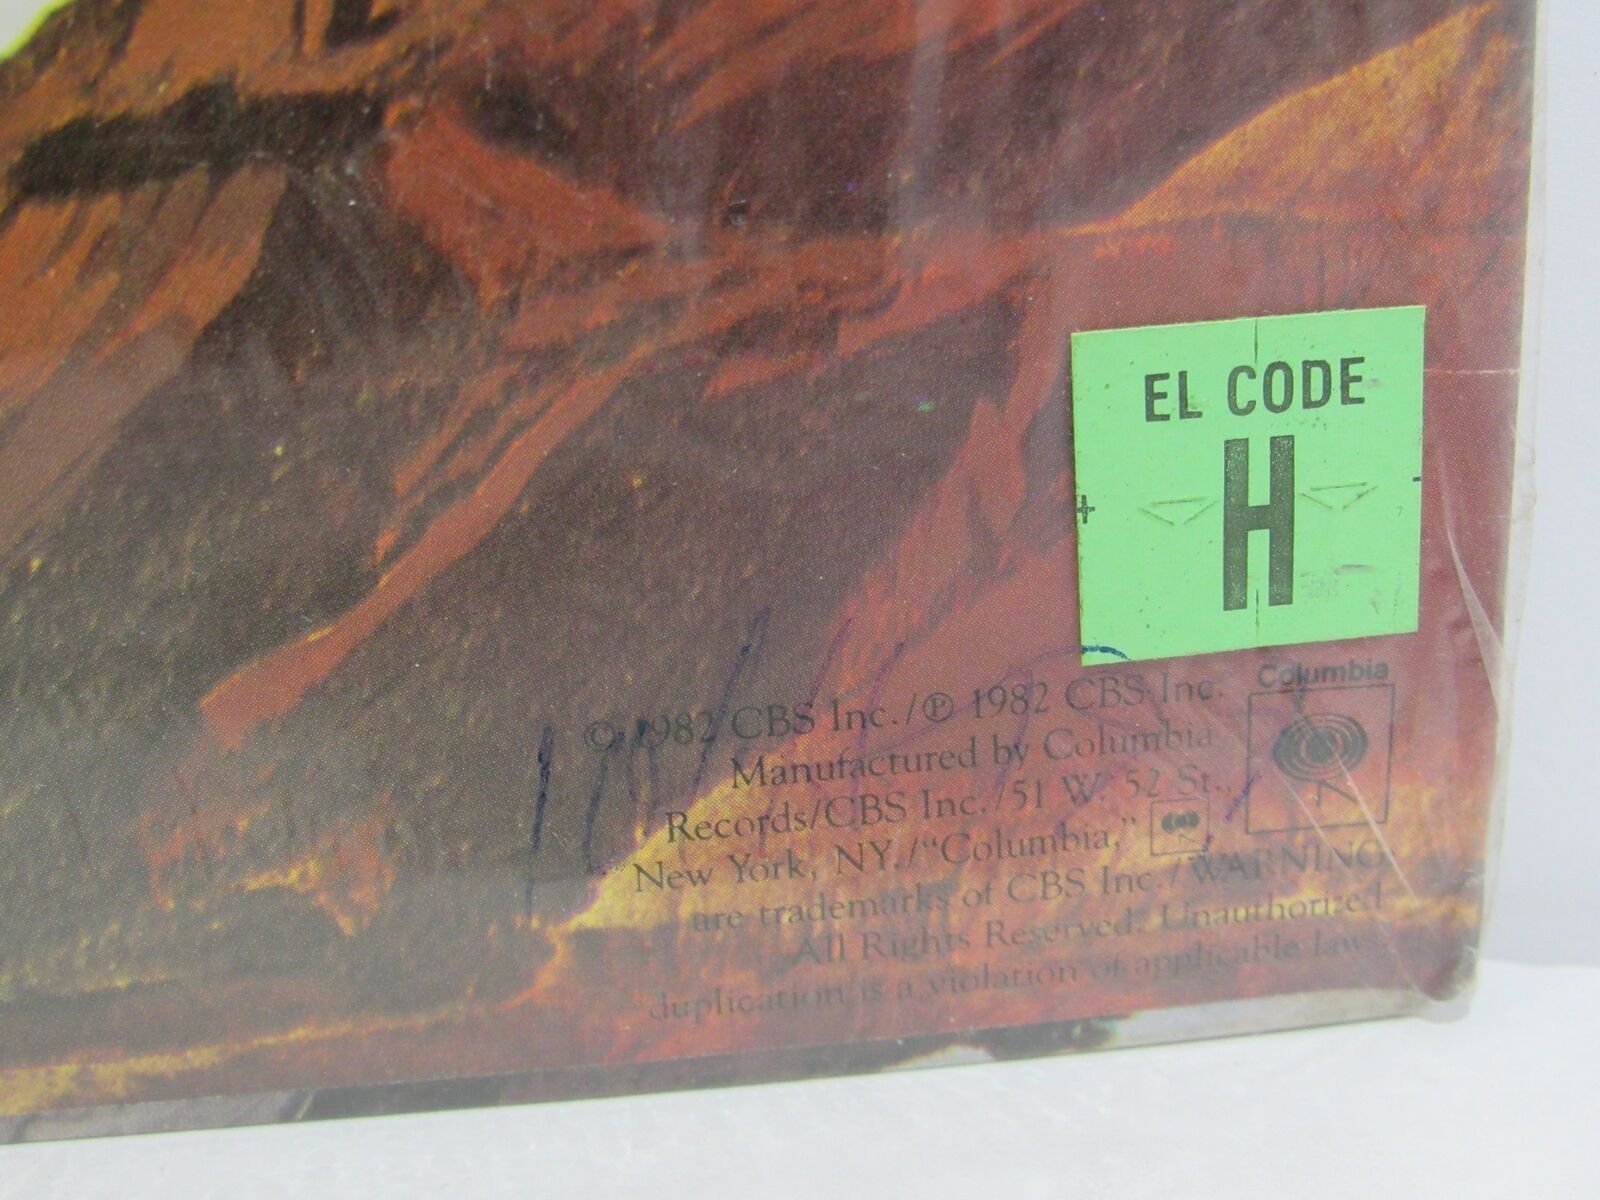 EL CODE
H
Columbia
© 1982 CBS Inc./℗ 1982 CBS Inc.
Manufactured by Columbia
Records/CBS Inc./51 W. 52 St.,
New York, NY./“Columbia,”
are trademarks of CBS Inc./WARNING
All Rights Reserved. Unauthorized
duplication is a violation of applicable laws.